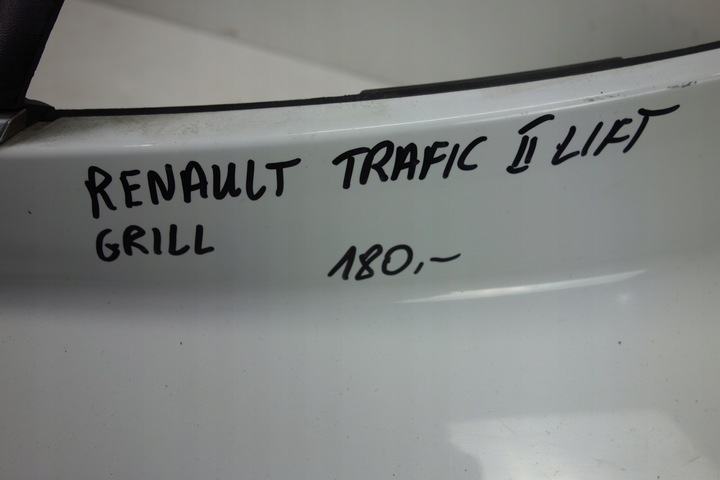 RENAULT TRAFIC II LIFT
GRILL 180,-